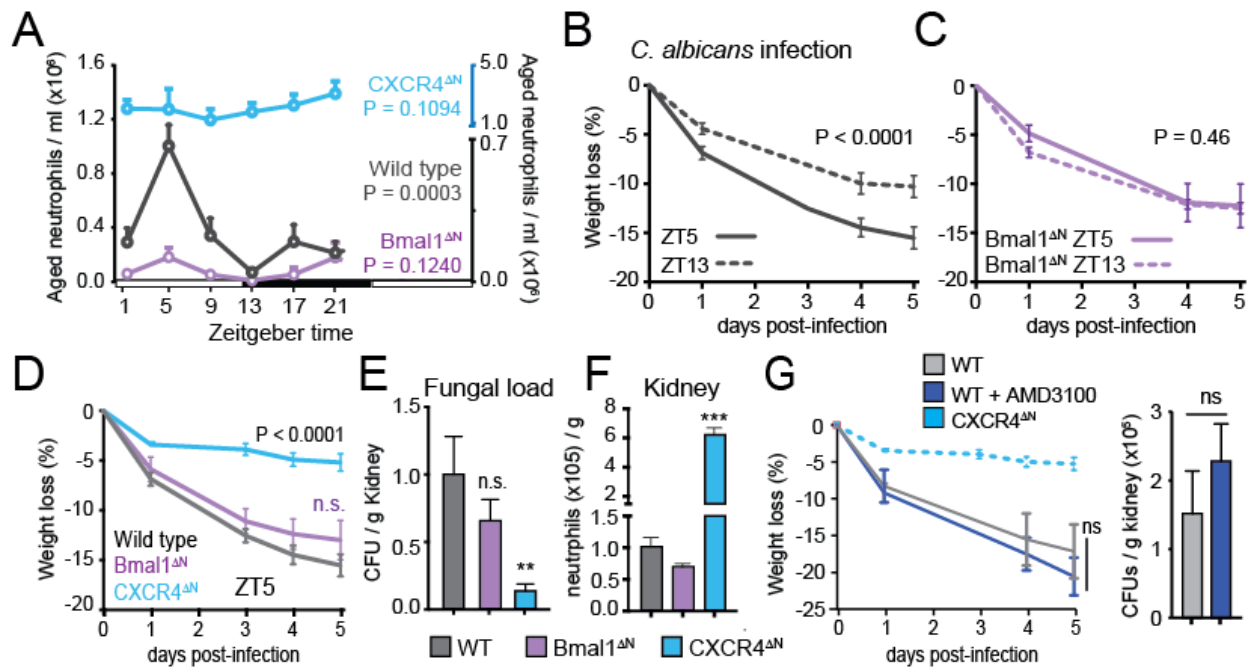 A
Aged neutrophils / ml (x10⁶)
1.6
1.2
0.8
0.4
0.0
CXCR4ΔN
P = 0.1094
Wild type
P = 0.0003
Bmal1ΔN
P = 0.1240
5.0
1.0
0.7
0.0
Aged neutrophils / ml (x10⁶)
1 5 9 13 17 21
Zeitgeber time
B
C. albicans infection
Weight loss (%)
0
-5
-10
-15
-20
P < 0.0001
ZT5
ZT13
0 1 2 3 4 5
days post-infection
C
0
-5
-10
-15
-20
P = 0.46
Bmal1ΔN ZT5
Bmal1ΔN ZT13
0 1 2 3 4 5
days post-infection
D
Weight loss (%)
0
-5
-10
-15
-20
P < 0.0001
n.s.
Wild type
Bmal1ΔN
CXCR4ΔN
ZT5
0 1 2 3 4 5
days post-infection
E
Fungal load
CFU / g Kidney
1.5
1.0
0.5
0.0
n.s.
**
F
Kidney
neutrphils (x105) / g
8
6
4
2
1.0
0.5
0.0
***
WT
Bmal1ΔN
CXCR4ΔN
G
WT
WT + AMD3100
CXCR4ΔN
Weight loss (%)
0
-5
-10
-15
-20
-25
ns
0 1 2 3 4 5
days post-infection
CFUs / g kidney (x10⁵)
3
2
1
0
ns